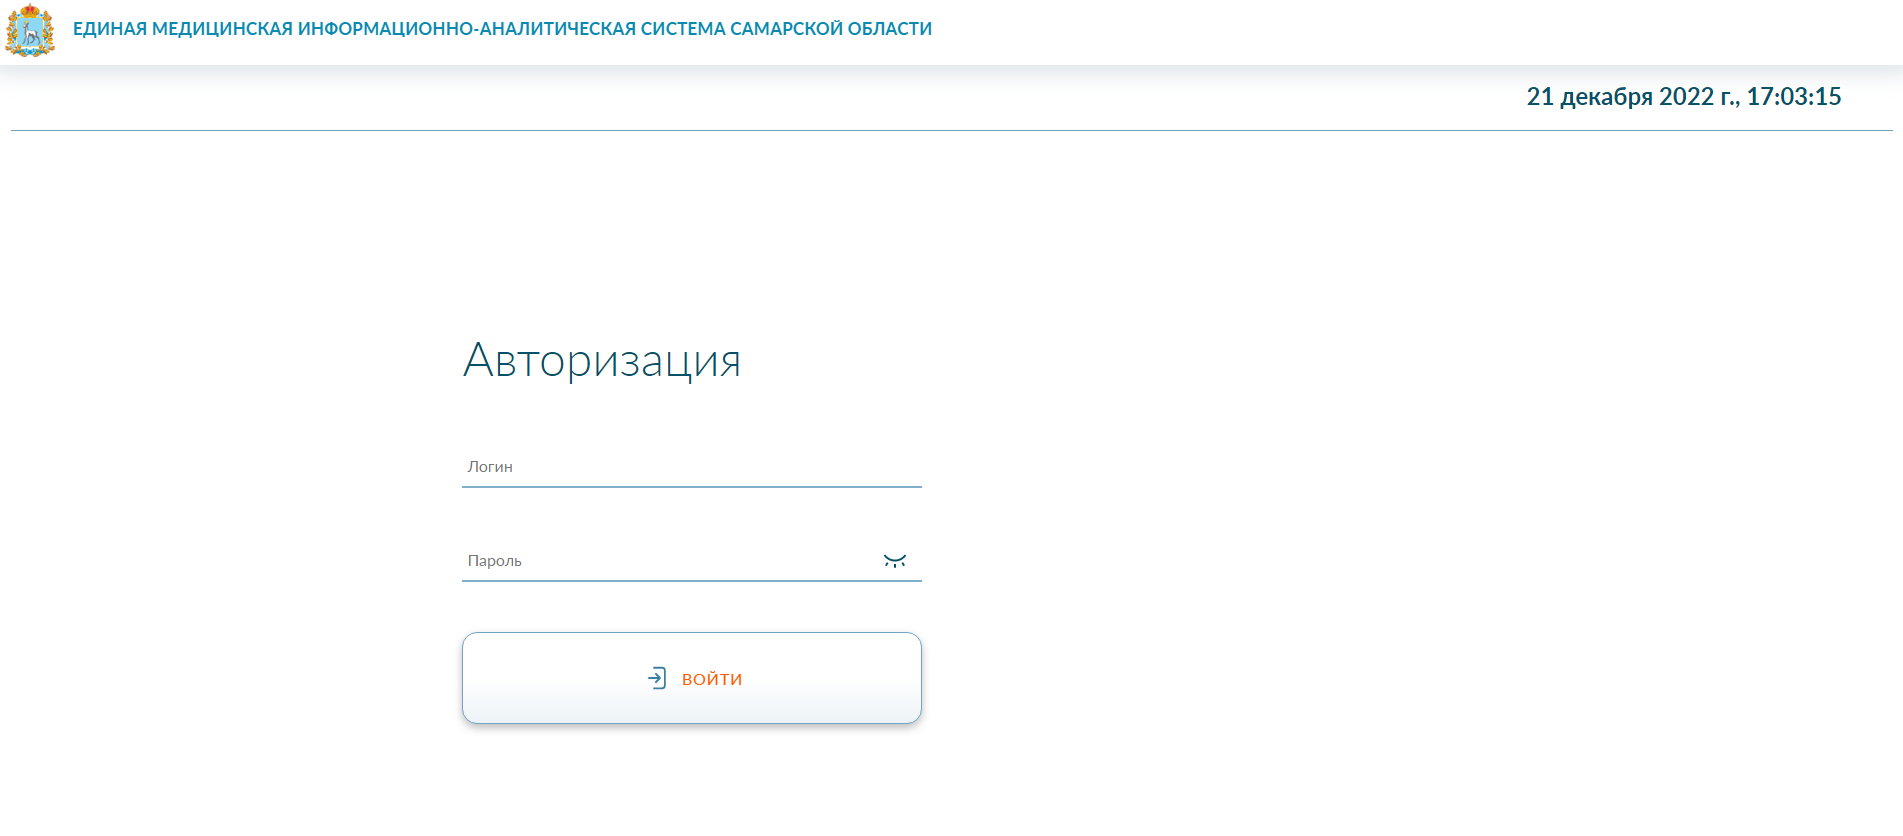 ЕДИНАЯ МЕДИЦИНСКАЯ ИНФОРМАЦИОННО-АНАЛИТИЧЕСКАЯ СИСТЕМА САМАРСКОЙ ОБЛАСТИ
21 декабря 2022 г., 17:03:15
Авторизация
Логин
Пароль
ВОЙТИ